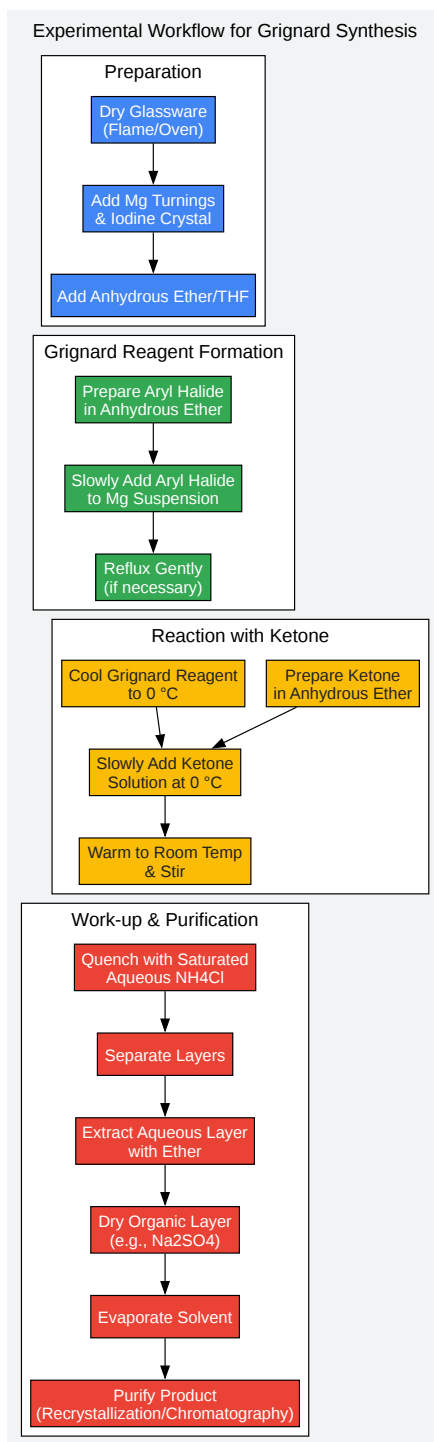 Experimental Workflow for Grignard Synthesis
Preparation
Dry Glassware
(Flame/Oven)
Add Mg Turnings
& Iodine Crystal
Add Anhydrous Ether/THF
Grignard Reagent Formation
Prepare Aryl Halide
in Anhydrous Ether
Slowly Add Aryl Halide
to Mg Suspension
Reflux Gently
(if necessary)
Reaction with Ketone
Cool Grignard Reagent
to 0 °C
Prepare Ketone
in Anhydrous Ether
Slowly Add Ketone
Solution at 0 °C
Warm to Room Temp
& Stir
Work-up & Purification
Quench with Saturated
Aqueous NH4Cl
Separate Layers
Extract Aqueous Layer
with Ether
Dry Organic Layer
(e.g., Na2SO4)
Evaporate Solvent
Purify Product
(Recrystallization/Chromatography)